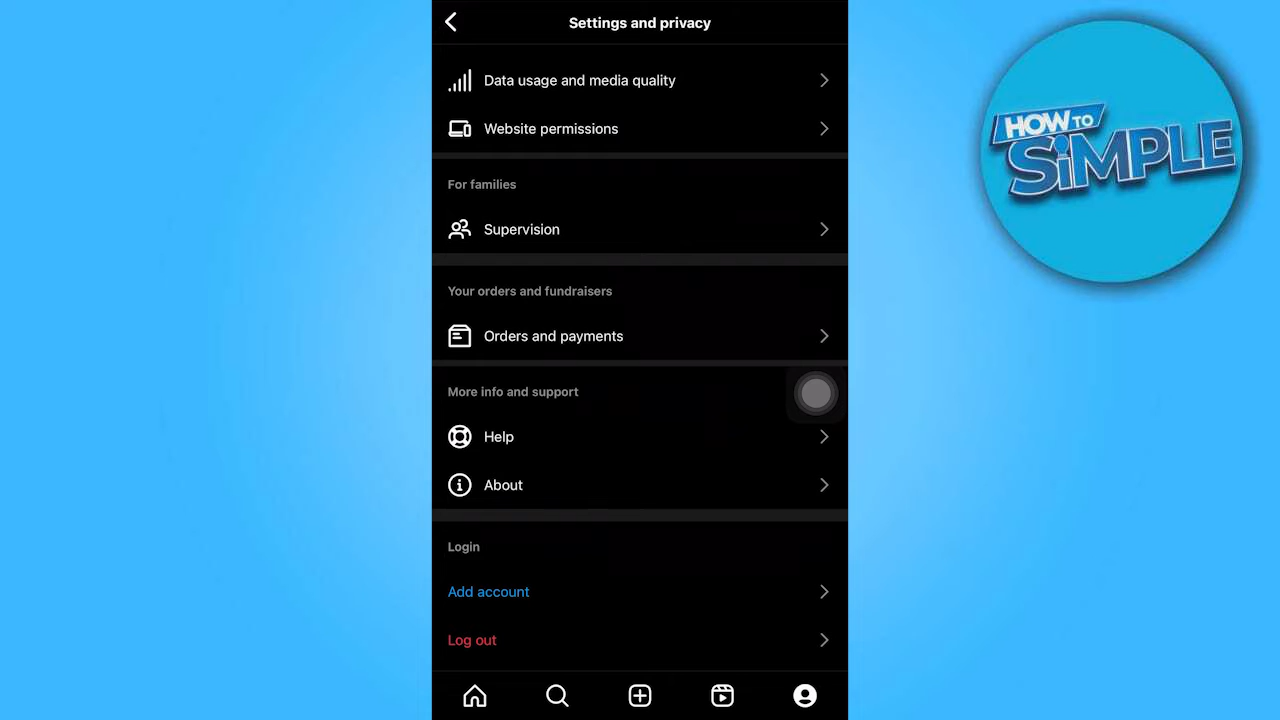 Settings and privacy
HOW TO
SiMPLE
Data usage and media quality
Website permissions
For families
Supervision
Your orders and fundraisers
Orders and payments
More info and support
Help
About
Login
Add account
Log out